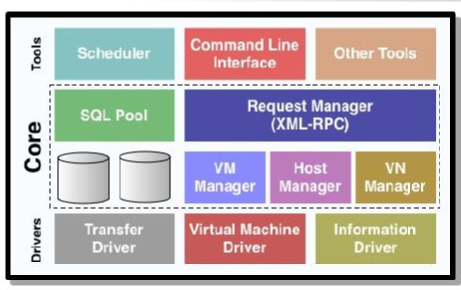 Tools
Scheduler
Command Line
Interface
Other Tools
Core
SQL Pool
Request Manager
(XML-RPC)
VM
Manager
Host
Manager
VN
Manager
Drivers
Transfer
Driver
Virtual Machine
Driver
Information
Driver